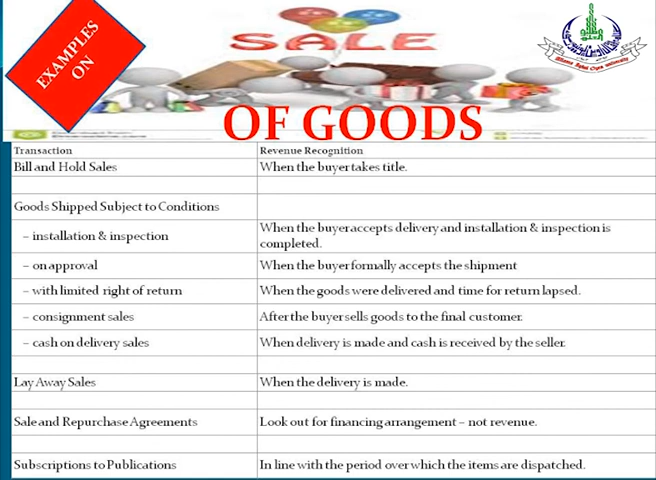 EXAMPLES
ON
SALE
OF GOODS
Transaction Revenue Recognition
Bill and Hold Sales When the buyer takes title.
Goods Shipped Subject to Conditions
– installation & inspection When the buyer accepts delivery and installation & inspection is
completed.
– on approval When the buyer formally accepts the shipment
– with limited right of return When the goods were delivered and time for return lapsed.
– consignment sales After the buyer sells goods to the final customer.
– cash on delivery sales When delivery is made and cash is received by the seller.
Lay Away Sales When the delivery is made.
Sale and Repurchase Agreements Look out for financing arrangement – not revenue.
Subscriptions to Publications In line with the period over which the items are dispatched.